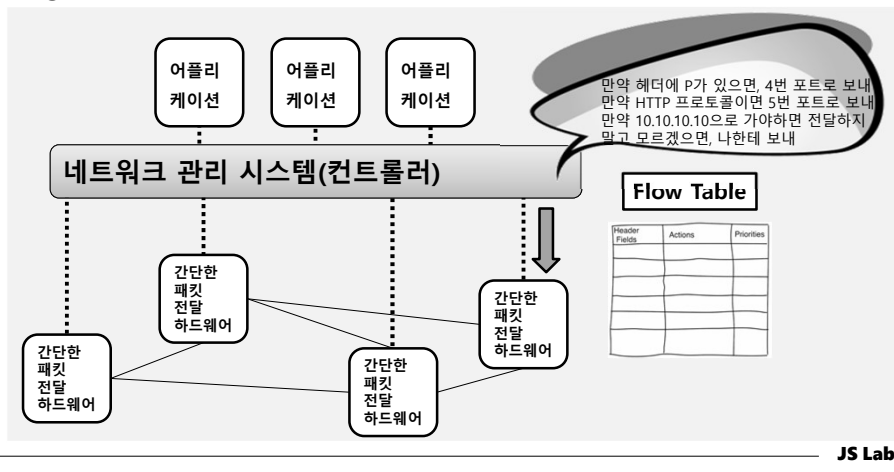 어플리
케이션
어플리
케이션
어플리
케이션
만약 헤더에 P가 있으면, 4번 포트로 보내
만약 HTTP 프로토콜이면 5번 포트로 보내
만약 10.10.10.10으로 가야하면 전달하지
말고 모르겠으면, 나한테 보내
네트워크 관리 시스템(컨트롤러)
Flow Table
Header
Fields
Actions
Priorities
간단한
패킷
전달
하드웨어
간단한
패킷
전달
하드웨어
간단한
패킷
전달
하드웨어
간단한
패킷
전달
하드웨어
JS Lab